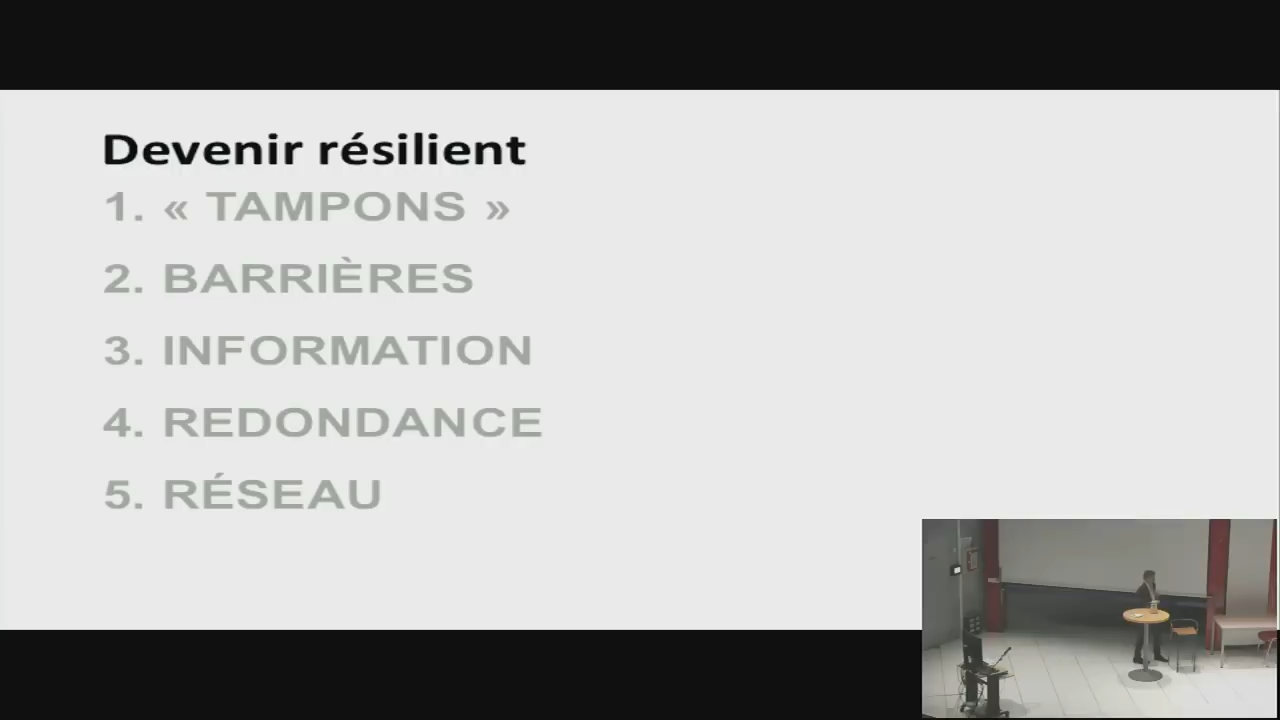 Devenir résilient
1. « TAMPONS »
2. BARRIÈRES
3. INFORMATION
4. REDONDANCE
5. RÉSEAU